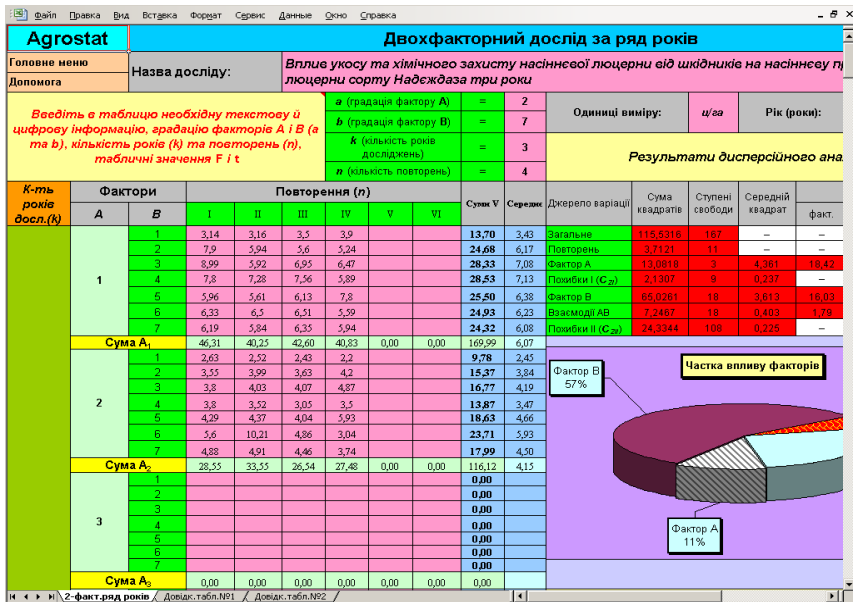 Файл Правка Вид Вставка Формат Сервис Данные Окно Справка
Agrostat Двохфакторний дослід за ряд років
Головне меню
Допомога
Назва досліду:
Вплив укосу та хімічного захисту насіннєвої люцерни від шкідників на насіннєву
люцерни сорту Надєждаза три роки
Введіть в таблицю необхідну текстову й
цифрову інформацію, градацію факторів А і В (а
та b), кількість років (k) та повторень (n),
табличні значення F і t
a (градація фактору А) = 2
b (градація фактору В) = 7
k (кількість років
досліджень) = 3
n (кількість повторень) = 4
Одиниці виміру: ц/га Рік (роки):
Результати дисперсійного
К-ть
років
досл.(k)
Фактори Повторення (n) Суми V Середнє
A B I II III IV V VI
Джерело варіації Сума
квадратів Ступені
свободи Середній
квадрат факт.
1
1 3,14 3,16 3,5 3,9 13,70 3,43
2 7,9 5,94 5,6 5,24 24,68 6,17
3 8,99 5,92 6,95 6,47 28,33 7,08
4 7,8 7,28 7,56 5,89 28,53 7,13
5 5,96 5,61 6,13 7,8 25,50 6,38
6 6,33 6,5 6,51 5,59 24,93 6,23
7 6,19 5,84 6,35 5,94 24,32 6,08
Сума А1 46,31 40,25 42,60 40,83 0,00 0,00 169,99 6,07
Загальне 115,5316 167 – –
Повторень 3,7121 11 – –
Фактор А 13,0818 3 4,361 18,42
Похибки I 2,1307 9 0,237 –
Фактор В 65,0261 18 3,613 16,03
Взаємодії АВ 7,2467 18 0,403 1,79
Похибки II 24,3344 108 0,225 –
2
1 2,63 2,52 2,43 2,2 9,78 2,45
2 3,55 3,99 3,63 4,2 15,37 3,84
3 3,8 4,03 4,07 4,87 16,77 4,19
4 3,8 3,52 3,05 3,5 13,87 3,47
5 4,29 4,37 4,04 5,93 18,63 4,66
6 5,6 10,21 4,86 3,04 23,71 5,93
7 4,88 4,91 4,46 3,74 17,99 4,50
Сума А2 28,55 33,55 26,54 27,48 0,00 0,00 116,12 4,15
Частка впливу факторів
Фактор В
57%
Фактор А
11%
3
1 0,00
2 0,00
3 0,00
4 0,00
5 0,00
6 0,00
7 0,00
Сума А3 0,00 0,00 0,00 0,00 0,00 0,00 0,00
2-факт.ряд років Довідк.табл.№1 Довідк.табл.№2